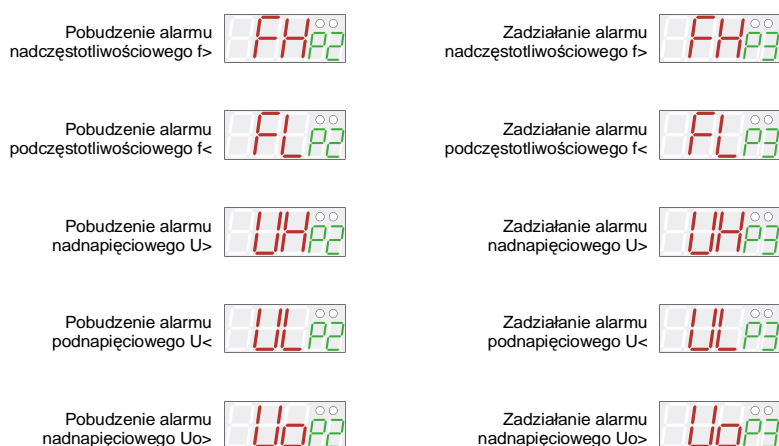 Pobudzenie alarmu
nadczęstotliwościowego f>
FH P2
Zadziałanie alarmu
nadczęstotliwościowego f>
FH P3
Pobudzenie alarmu
podczęstotliwościowego f<
FL P2
Zadziałanie alarmu
podczęstotliwościowego f<
FL P3
Pobudzenie alarmu
nadnapięciowego U>
UH P2
Zadziałanie alarmu
nadnapięciowego U>
UH P3
Pobudzenie alarmu
podnapięciowego U<
UL P2
Zadziałanie alarmu
podnapięciowego U<
UL P3
Pobudzenie alarmu
nadnapięciowego Uo>
Uo P2
Zadziałanie alarmu
nadnapięciowego Uo>
Uo P3